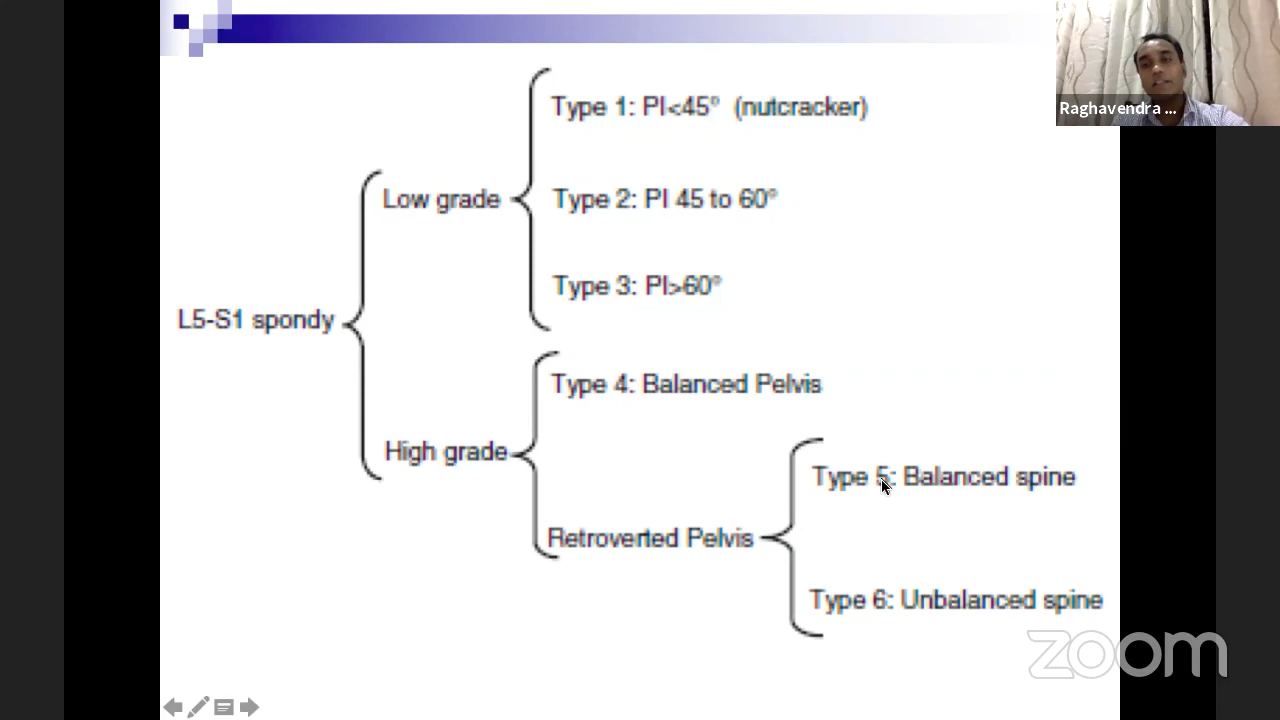 Raghavendra ...
Type 1: PI<45° (nutcracker)
Low grade
Type 2: PI 45 to 60°
Type 3: PI>60°
L5-S1 spondy
Type 4: Balanced Pelvis
High grade
Type 5: Balanced spine
Retroverted Pelvis
Type 6: Unbalanced spine
zoom